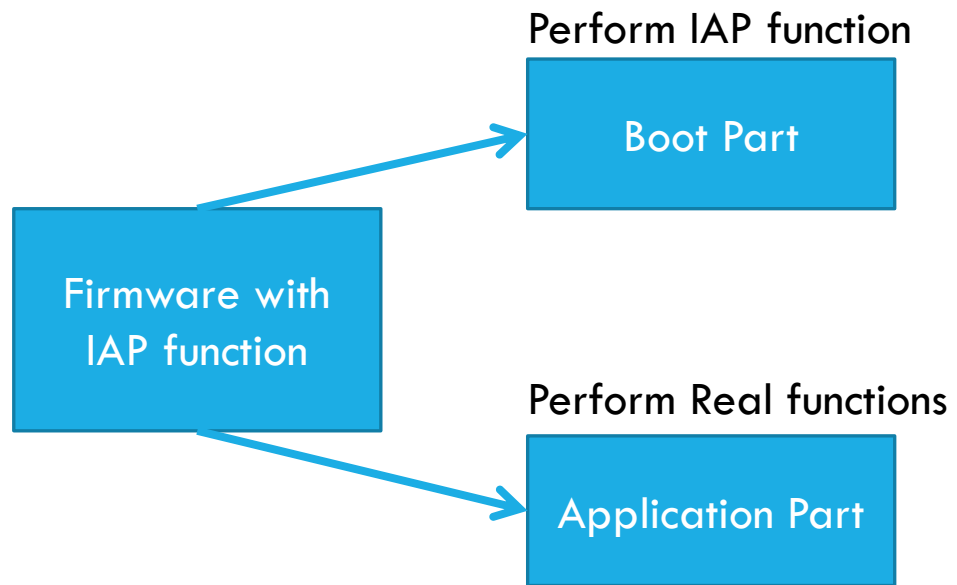 Perform IAP function
Boot Part
Firmware with
IAP function
Perform Real functions
Application Part